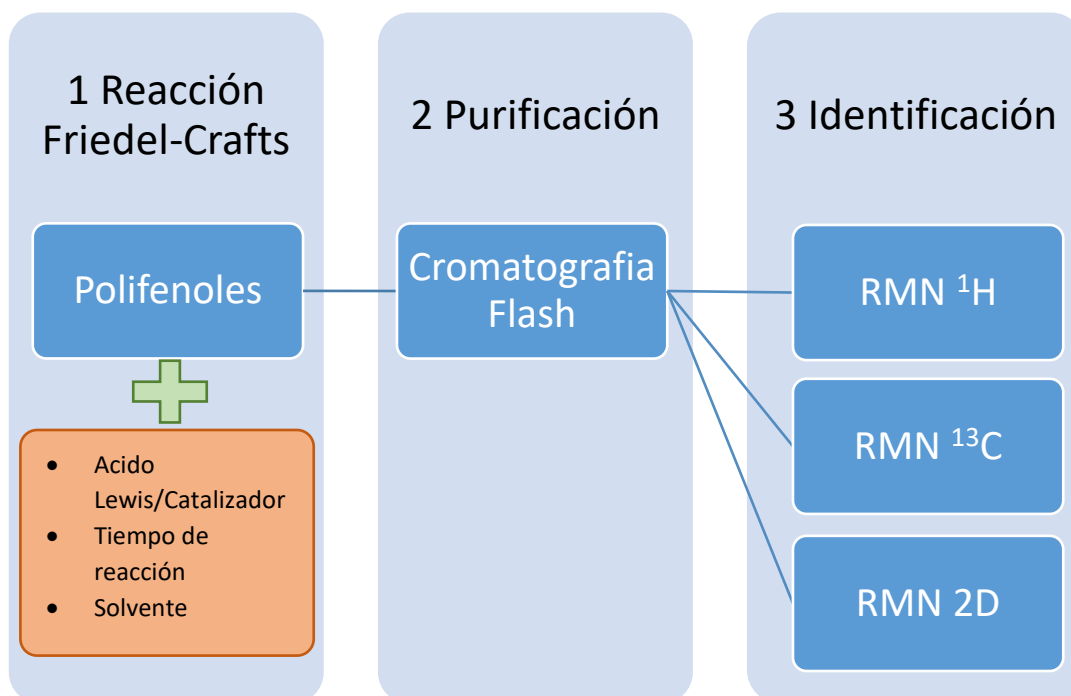 1 Reacción
Friedel-Crafts
Polifenoles
• Acido
Lewis/Catalizador
• Tiempo de
reacción
• Solvente
2 Purificación
Cromatografia
Flash
3 Identificación
RMN ¹H
RMN ¹³C
RMN 2D